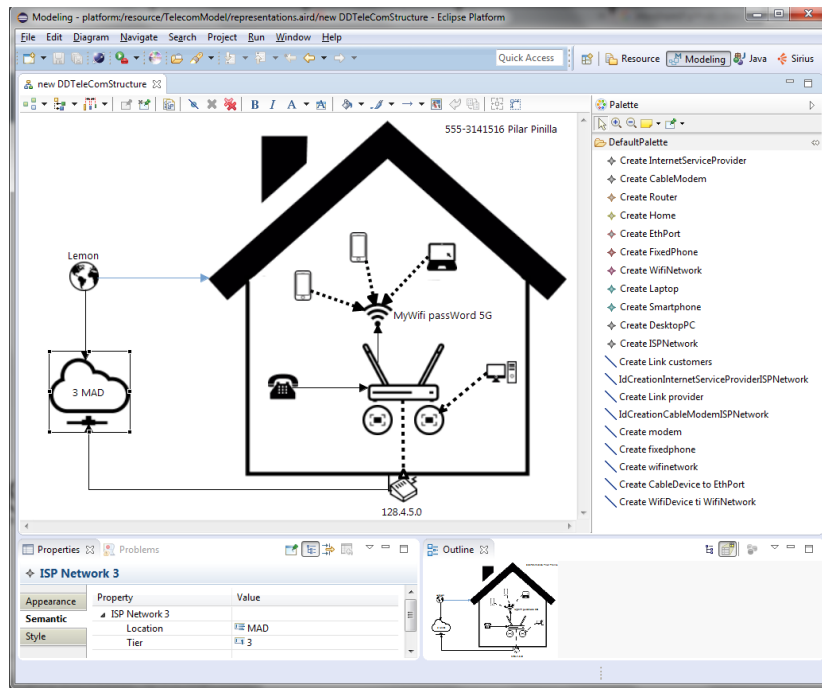 Modeling - platform:/resource/TelecomModel/representations.aird/new DDTeleComStructure - Eclipse Platform
File Edit Diagram Navigate Search Project Run Window Help
Quick Access
Resource Modeling Java Sirius
new DDTeleComStructure
B I A
Palette
DefaultPalette
Create InternetServiceProvider
Create CableModem
Create Router
Create Home
Create EthPort
Create FixedPhone
Create WifiNetwork
Create Laptop
Create Smartphone
Create DesktopPC
Create ISPNetwork
Create Link customers
IdCreationInternetServiceProviderISPNetwork
Create Link provider
IdCreationCableModemISPNetwork
Create modem
Create fixedphone
Create wifinetwork
Create CableDevice to EthPort
Create WifiDevice ti WifiNetwork
555-3141516 Pilar Pinilla
Lemon
MyWifi passWord 5G
3 MAD
128.4.5.0
Properties Problems
ISP Network 3
Appearance
Semantic
Style
Property Value
ISP Network 3
Location MAD
Tier 3
Outline